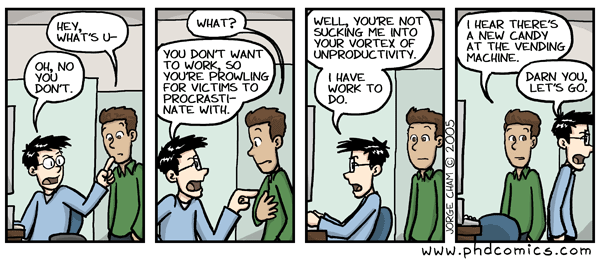 HEY,
WHAT'S U-
OH, NO
YOU
DON'T.
WHAT?
YOU DON'T WANT
TO WORK, SO
YOU'RE PROWLING
FOR VICTIMS TO
PROCRASTI-
NATE WITH.
WELL, YOU'RE NOT
SUCKING ME INTO
YOUR VORTEX OF
UNPRODUCTIVITY.
I HAVE
WORK TO
DO.
JORGE CHAM © 2005
I HEAR THERE'S
A NEW CANDY
AT THE VENDING
MACHINE.
DARN YOU,
LET'S GO.
www.phdcomics.com